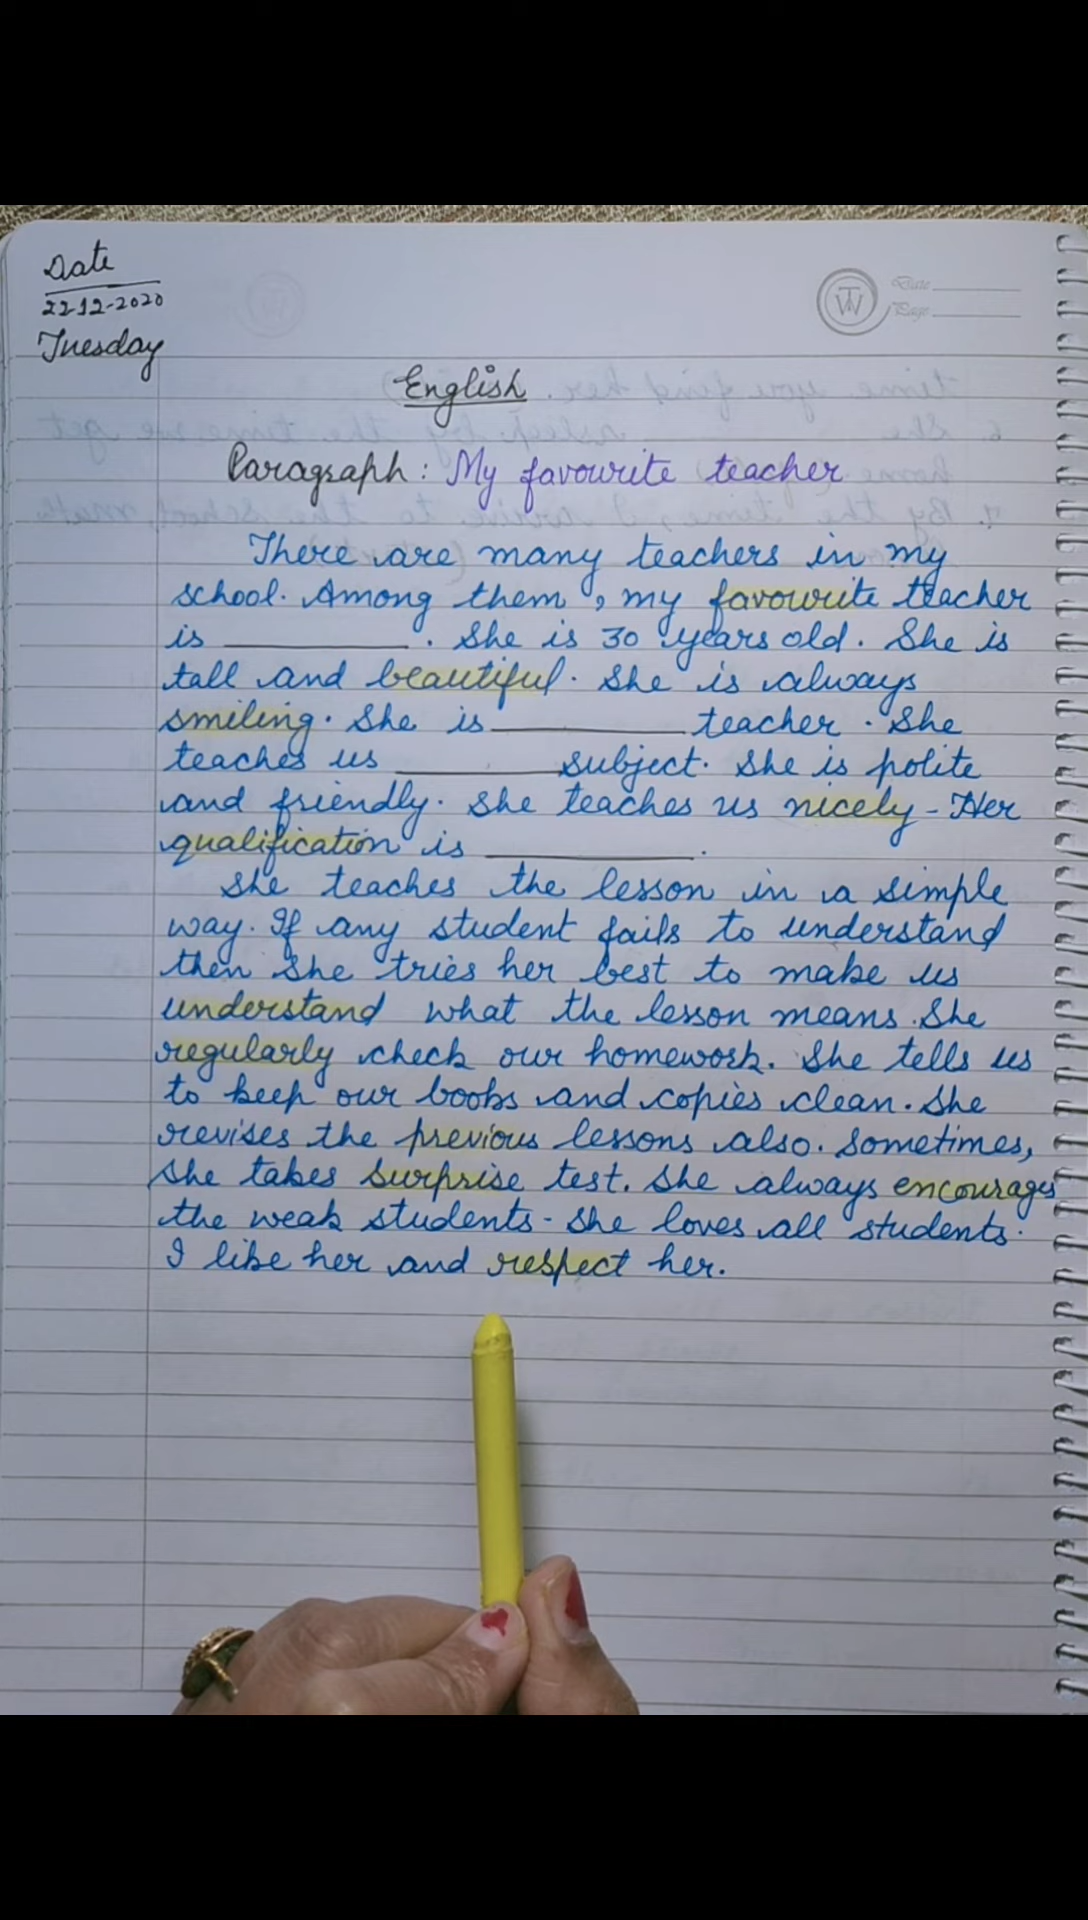 Date
22-12-2020
Tuesday
Date
Page
English
Paragraph: My favourite teacher
There are many teachers in my
school. Among them, my favourite teacher
is ________. She is 30 years old. She is
tall and beautiful. She is always
smiling. She is ________ teacher. She
teaches us ________ subject. She is polite
and friendly. She teaches us nicely. Her
qualification is ________.
She teaches the lesson in a simple
way. If any student fails to understand
then she tries her best to make us
understand what the lesson means. She
regularly check our homework. She tells us
to keep our books and copies clean. She
revises the previous lessons also. Sometimes,
she takes surprise test. She always encourages
the weak students. She loves all students.
I like her and respect her.